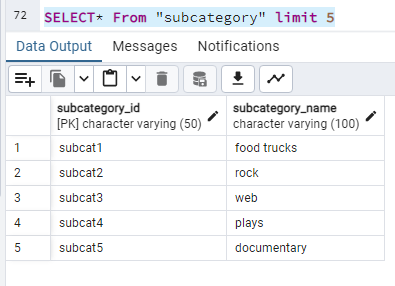 72 SELECT* From "subcategory" limit 5
Data Output Messages Notifications
subcategory_id subcategory_name
[PK] character varying (50) character varying (100)
1 subcat1 food trucks
2 subcat2 rock
3 subcat3 web
4 subcat4 plays
5 subcat5 documentary